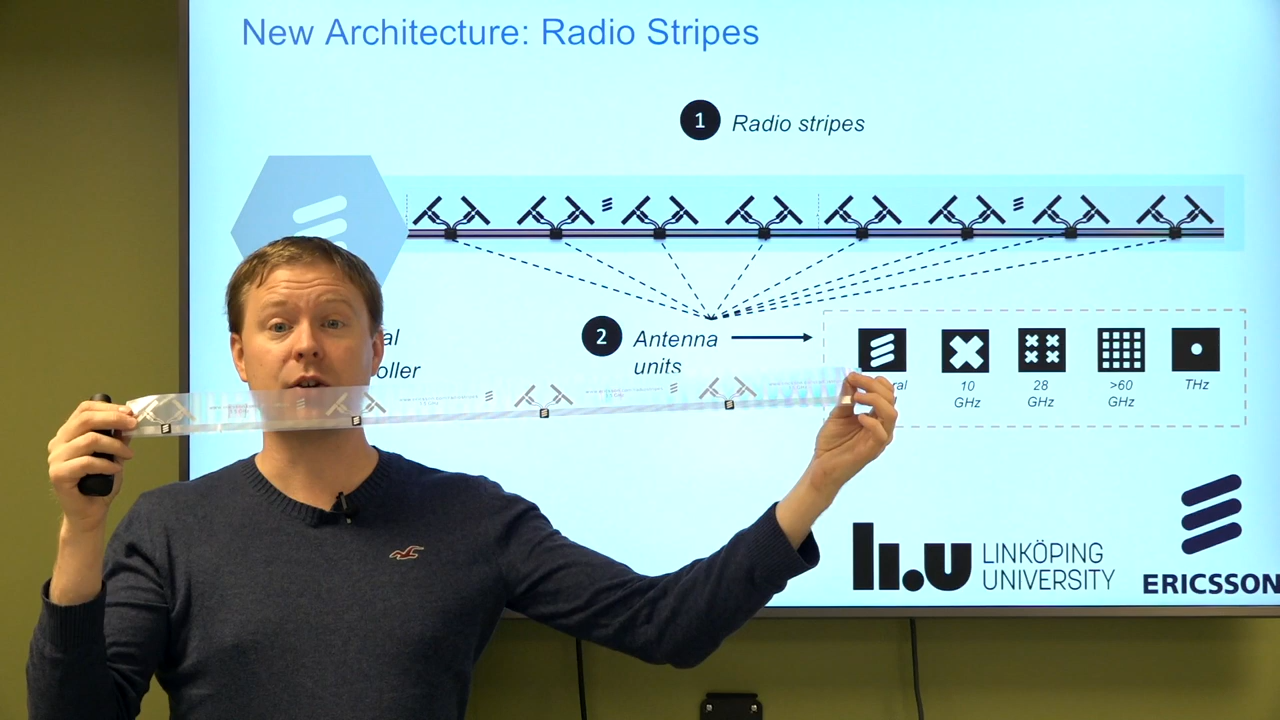 New Architecture: Radio Stripes
1
Radio stripes
2
Antenna
units
10
GHz
28
GHz
>60
GHz
THz
li.u LINKÖPING
UNIVERSITY
ERICSSON